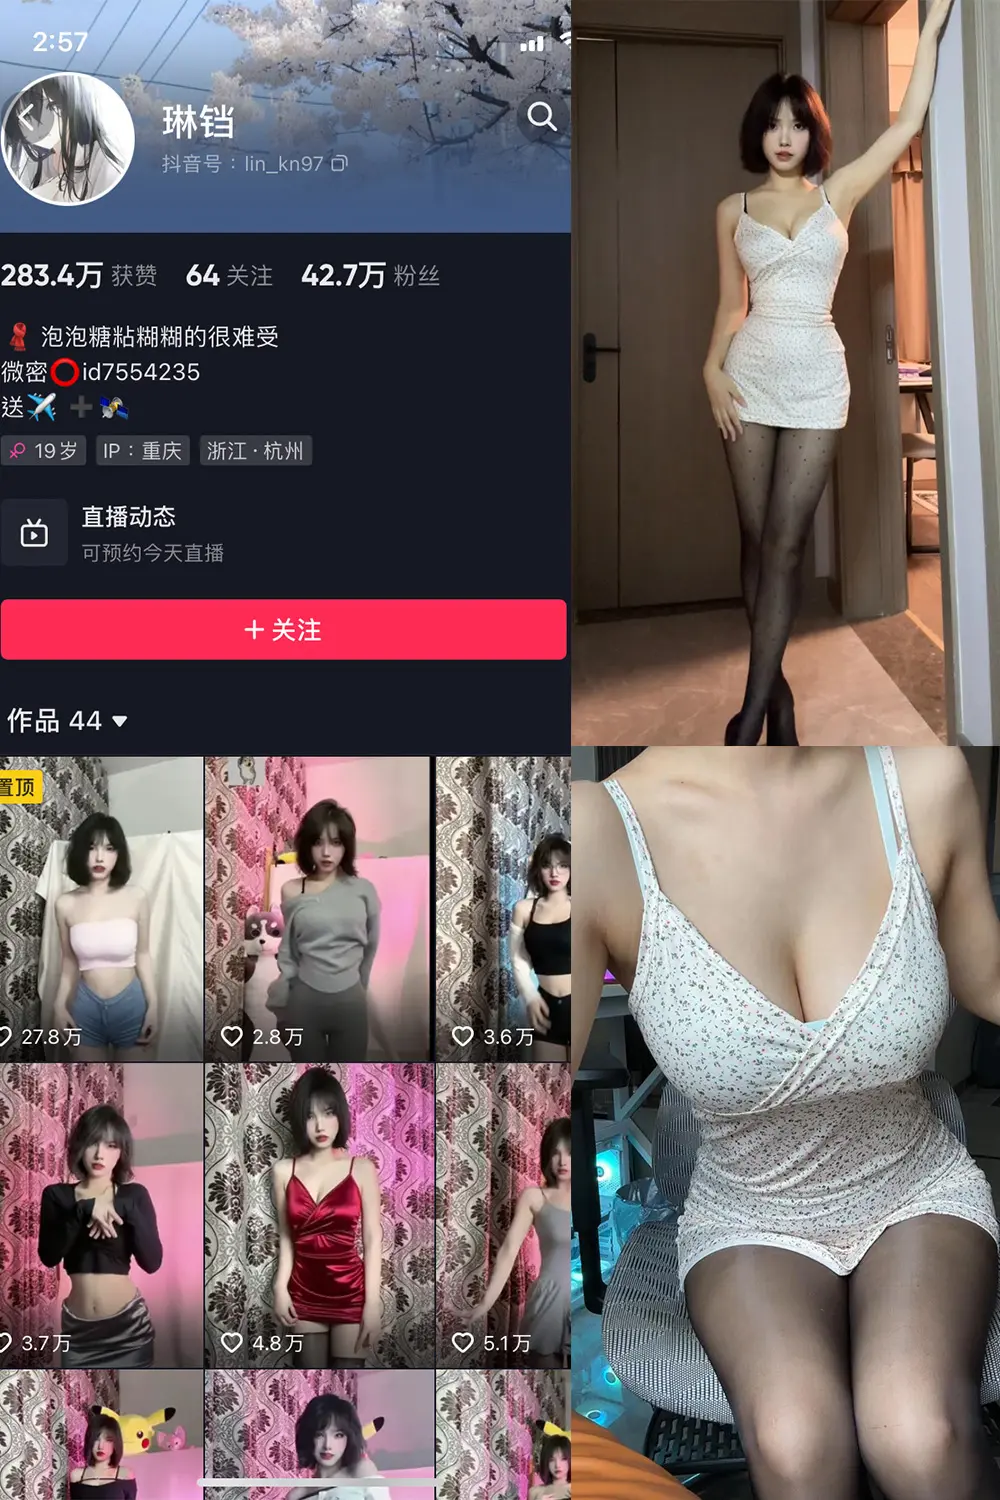 2:57
琳铛
抖音号：lin_kn97
283.4万 获赞 64 关注 42.7万 粉丝
泡泡糖粘糊糊的很难受
微密⭕id7554235
送✈️➕🛰️
19岁 IP：重庆 浙江·杭州
直播动态
可预约今天直播
+ 关注
作品 44
置顶
27.8万 2.8万 3.6万
3.7万 4.8万 5.1万